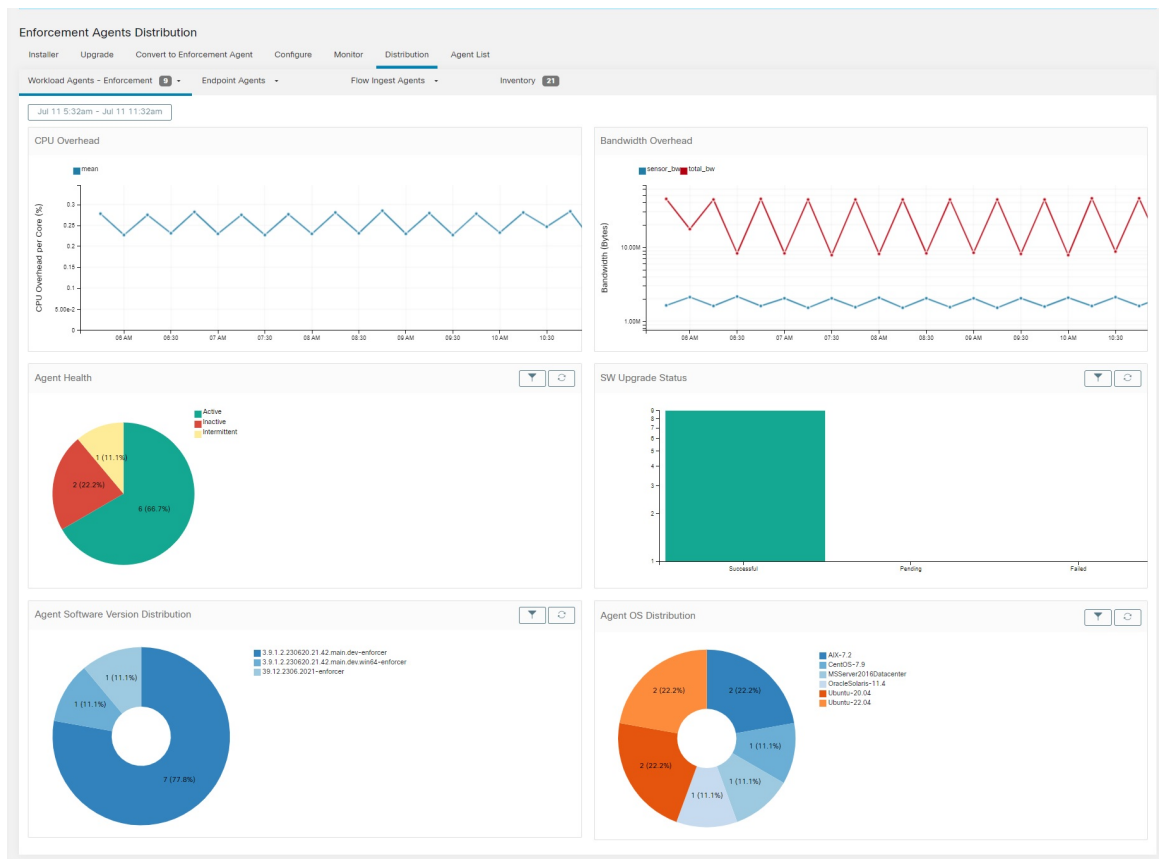 Enforcement Agents Distribution
Installer Upgrade Convert to Enforcement Agent Configure Monitor Distribution Agent List
Workload Agents - Enforcement 9 Endpoint Agents Flow Ingest Agents Inventory 21
Jul 11 5:32am - Jul 11 11:32am
CPU Overhead
mean
CPU Overhead per Core (%)
0.3
0.25
0.2
0.15
0.1
5.00e-2
0
06 AM 06:30 07 AM 07:30 08 AM 08:30 09 AM 09:30 10 AM 10:30
Bandwidth Overhead
sensor_bw total_bw
Bandwidth (Bytes)
10.00M
1.00M
06 AM 06:30 07 AM 07:30 08 AM 08:30 09 AM 09:30 10 AM 10:30
Agent Health
Active
Inactive
Intermittent
1 (11.1%)
2 (22.2%)
6 (66.7%)
SW Upgrade Status
9
8
7
6
5
4
3
2
1
Successful Pending Failed
Agent Software Version Distribution
3.9.1.2.230620.21.42.main.dev-enforcer
3.9.1.2.230620.21.42.main.dev.win64-enforcer
39.12.2306.2021-enforcer
1 (11.1%)
1 (11.1%)
7 (77.8%)
Agent OS Distribution
AIX-7.2
CentOS-7.9
MSServer2016Datacenter
OracleSolaris-11.4
Ubuntu-20.04
Ubuntu-22.04
2 (22.2%) 2 (22.2%)
1 (11.1%)
2 (22.2%)
1 (11.1%)
1 (11.1%)